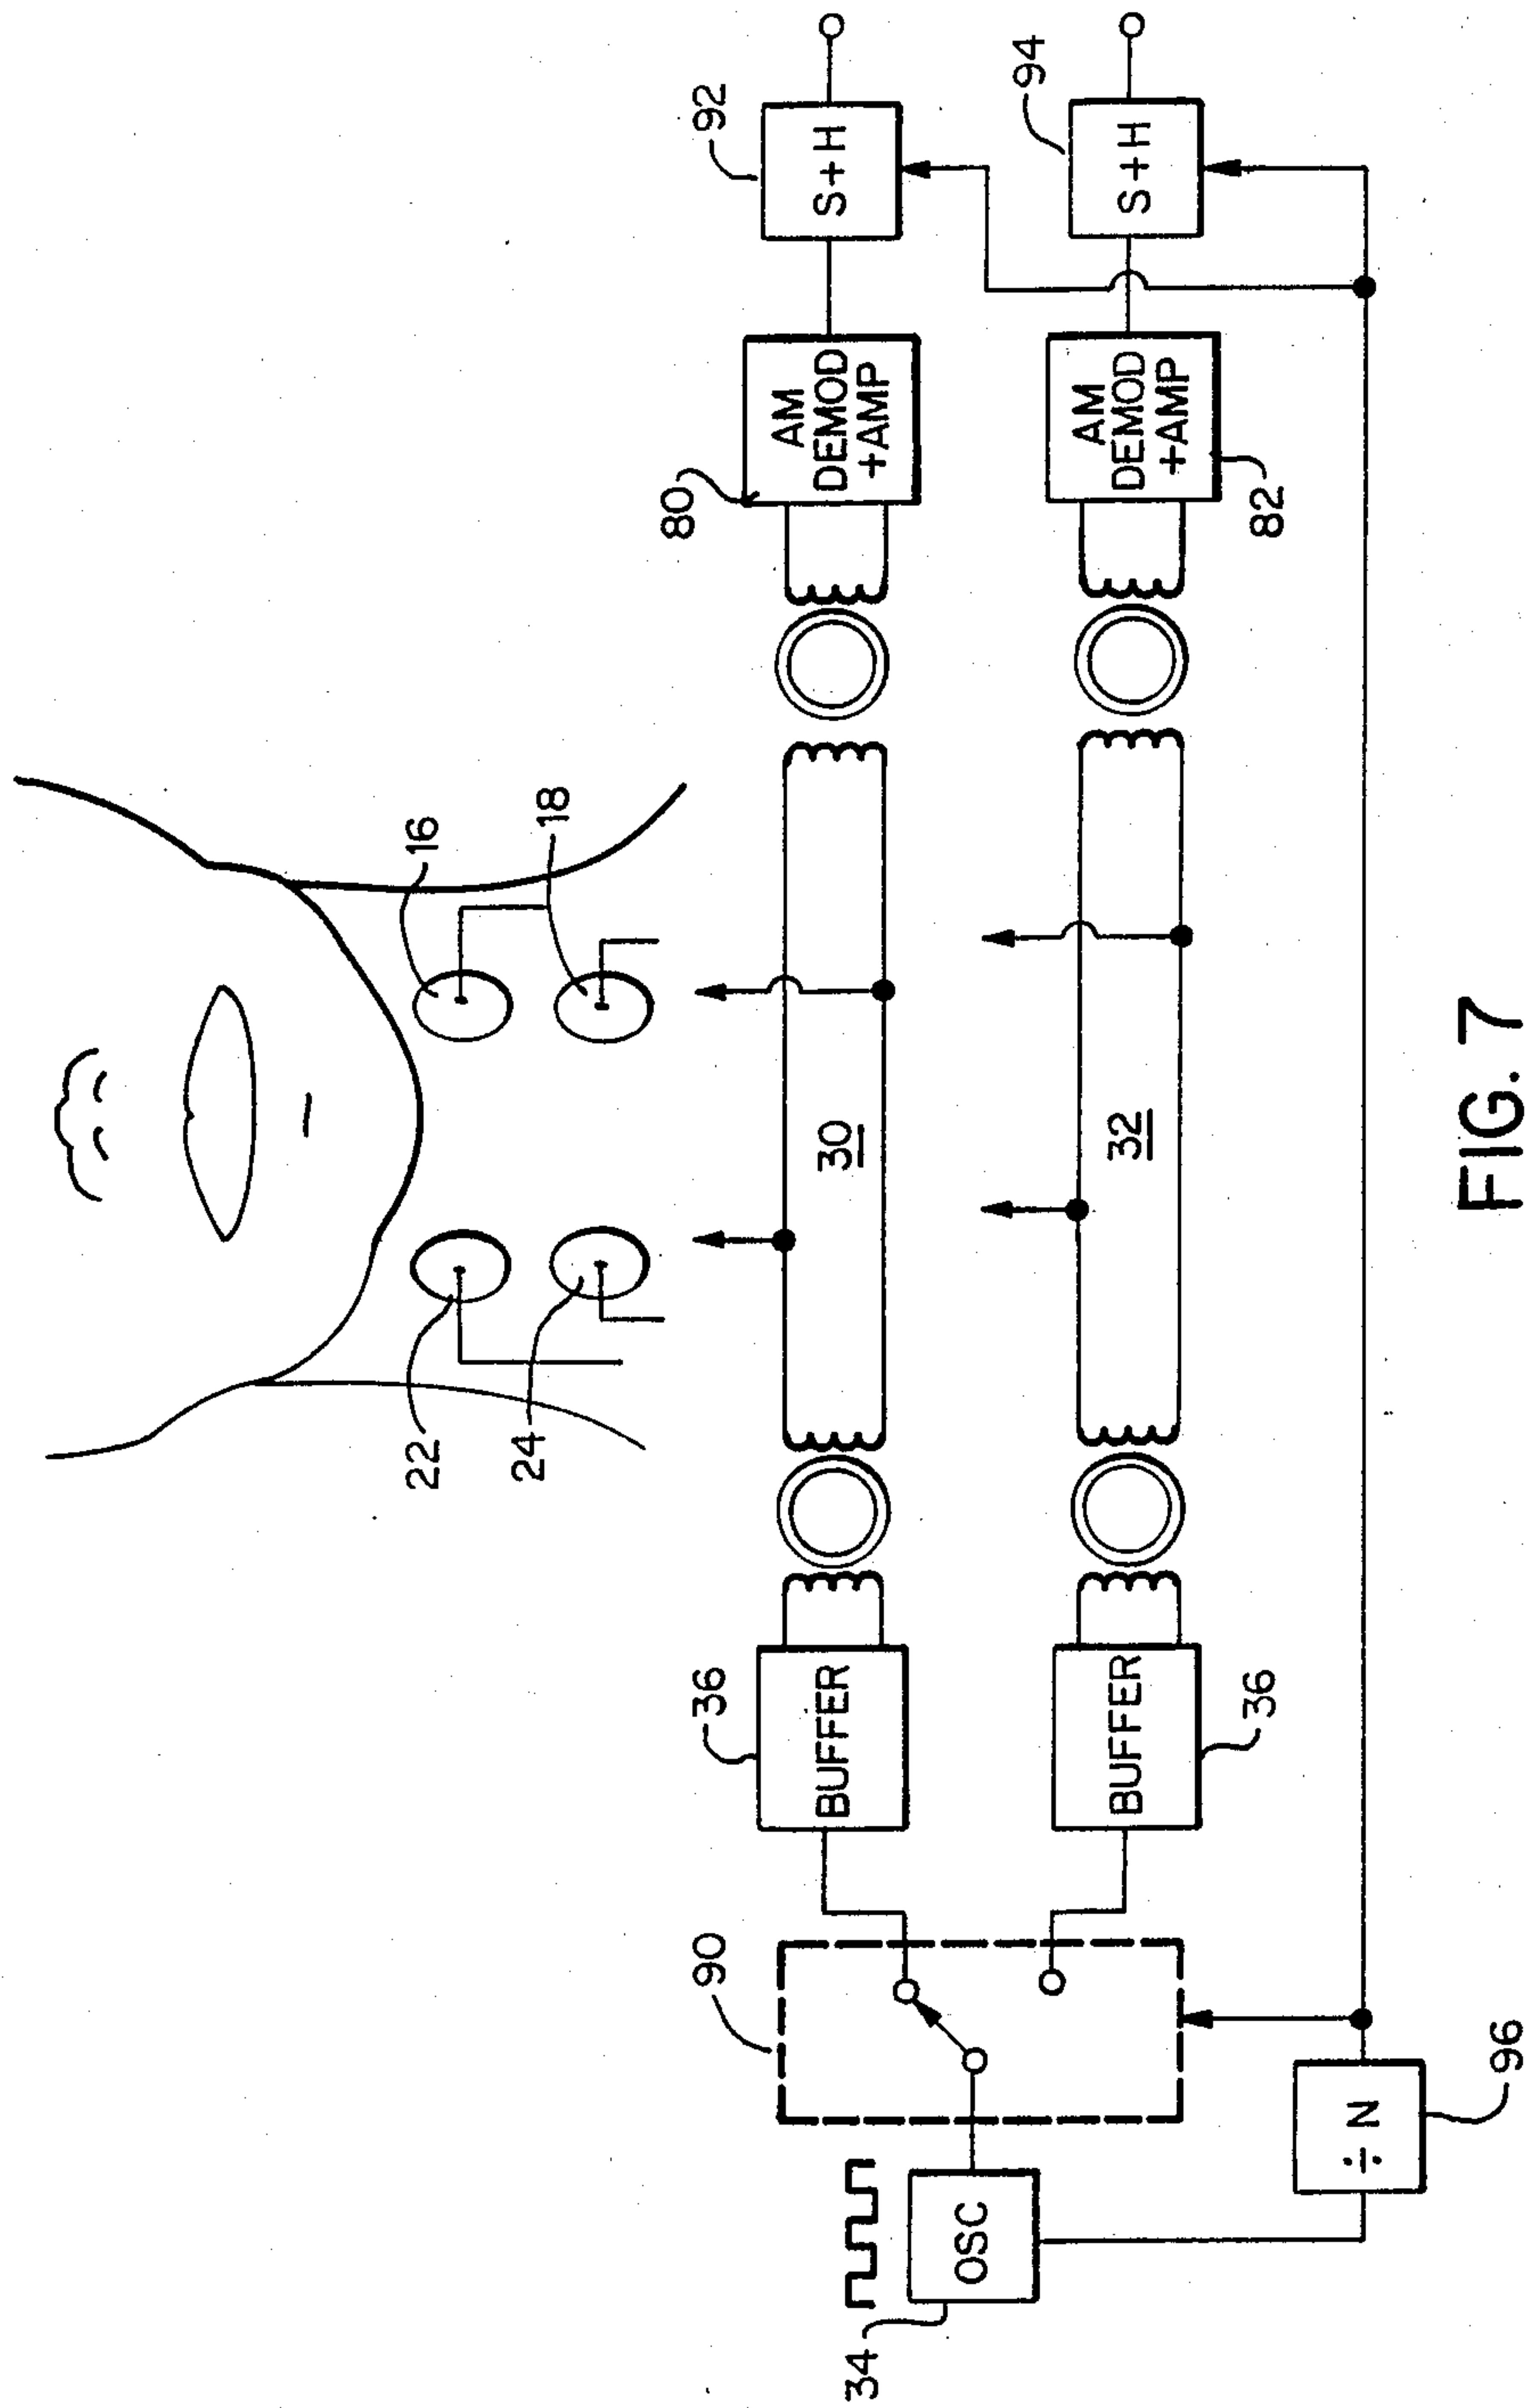 16
18
22
24
92
S+H
94
S+H
80
AM
DEMOD
+AMP
AM
DEMOD
+AMP
82
30
32
36
BUFFER
BUFFER
36
90
34
OSC
÷ N
96
FIG. 7